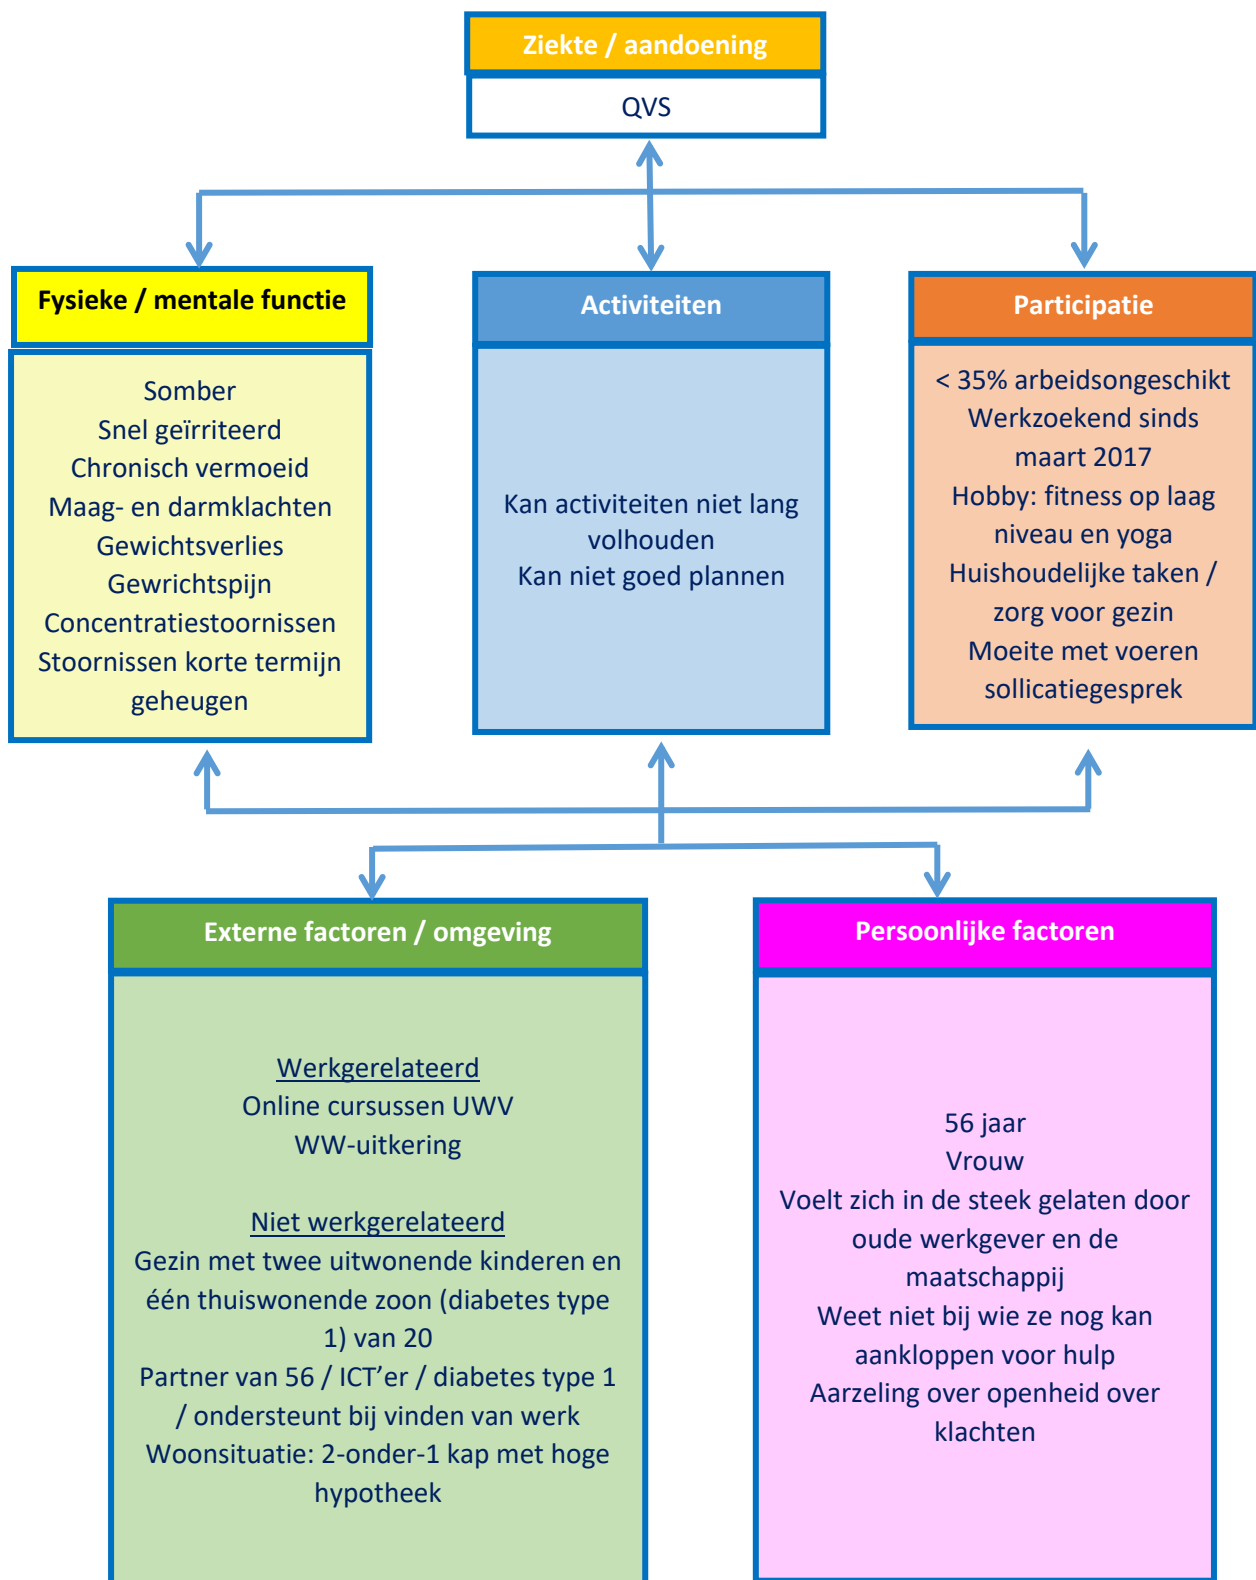 Ziekte / aandoening
QVS
Fysieke / mentale functie
Somber
Snel geïrriteerd
Chronisch vermoeid
Maag- en darmklachten
Gewichtsverlies
Gewrichtspijn
Concentratiestoornissen
Stoornissen korte termijn
geheugen
Activiteiten
Kan activiteiten niet lang
volhouden
Kan niet goed plannen
Participatie
< 35% arbeidsongeschikt
Werkzoekend sinds
maart 2017
Hobby: fitness op laag
niveau en yoga
Huishoudelijke taken /
zorg voor gezin
Moeite met voeren
sollicatiegesprek
Externe factoren / omgeving
Werkgerelateerd
Online cursussen UWV
WW-uitkering
Niet werkgerelateerd
Gezin met twee uitwonende kinderen en
één thuiswonende zoon (diabetes type
1) van 20
Partner van 56 / ICT’er / diabetes type 1
/ ondersteunt bij vinden van werk
Woonsituatie: 2-onder-1 kap met hoge
hypotheek
Persoonlijke factoren
56 jaar
Vrouw
Voelt zich in de steek gelaten door
oude werkgever en de
maatschappij
Weet niet bij wie ze nog kan
aankloppen voor hulp
Aarzeling over openheid over
klachten